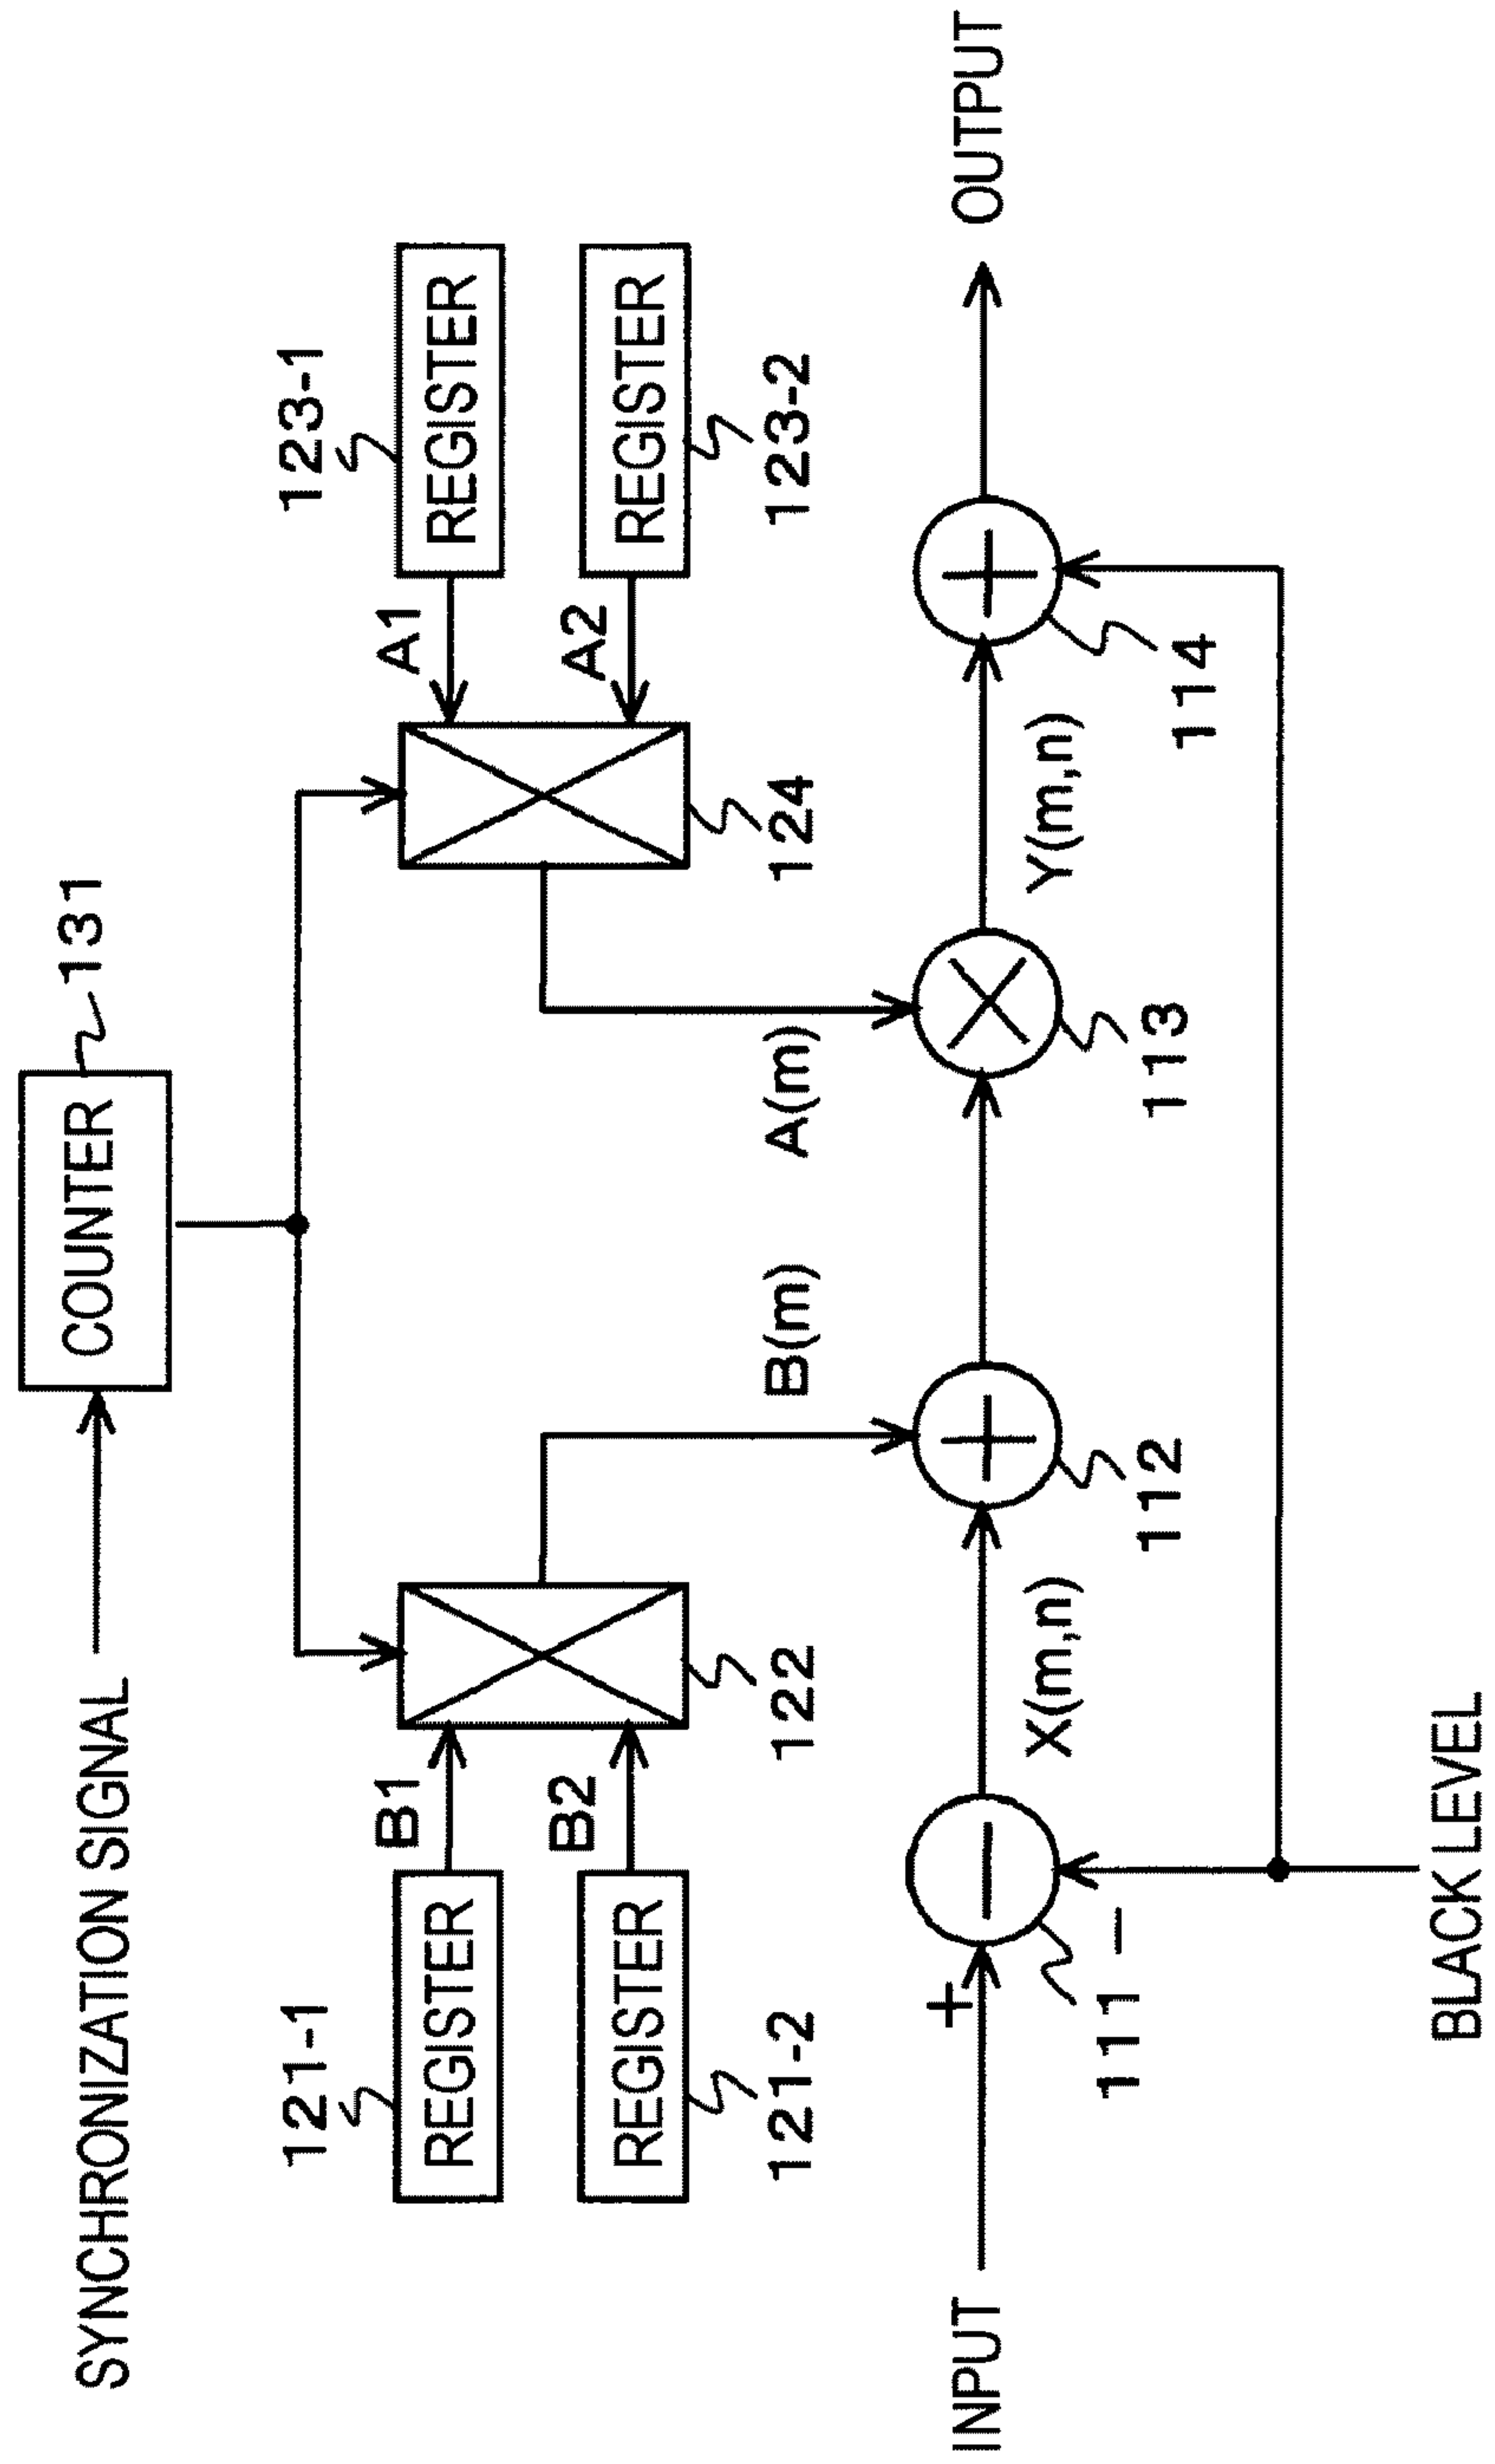 SYNCHRONIZATION SIGNAL
COUNTER
131
121-1
REGISTER
B1
REGISTER
B2
121-2
122
123-1
REGISTER
A1
REGISTER
A2
123-2
124
B(m)
A(m)
INPUT
+
−
111
X(m,n)
112
113
Y(m,n)
114
OUTPUT
BLACK LEVEL